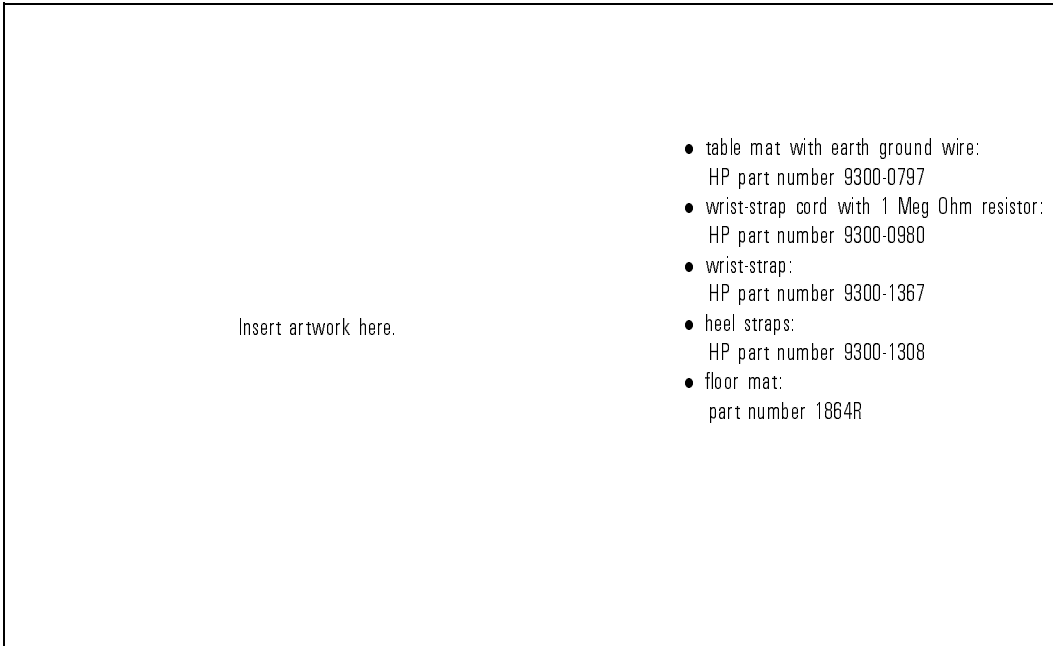 ● table mat with earth ground wire:
HP part number 9300-0797
● wrist-strap cord with 1 Meg Ohm resistor:
HP part number 9300-0980
● wrist-strap:
HP part number 9300-1367
● heel straps:
HP part number 9300-1308
● floor mat:
part number 1864R
Insert artwork here.